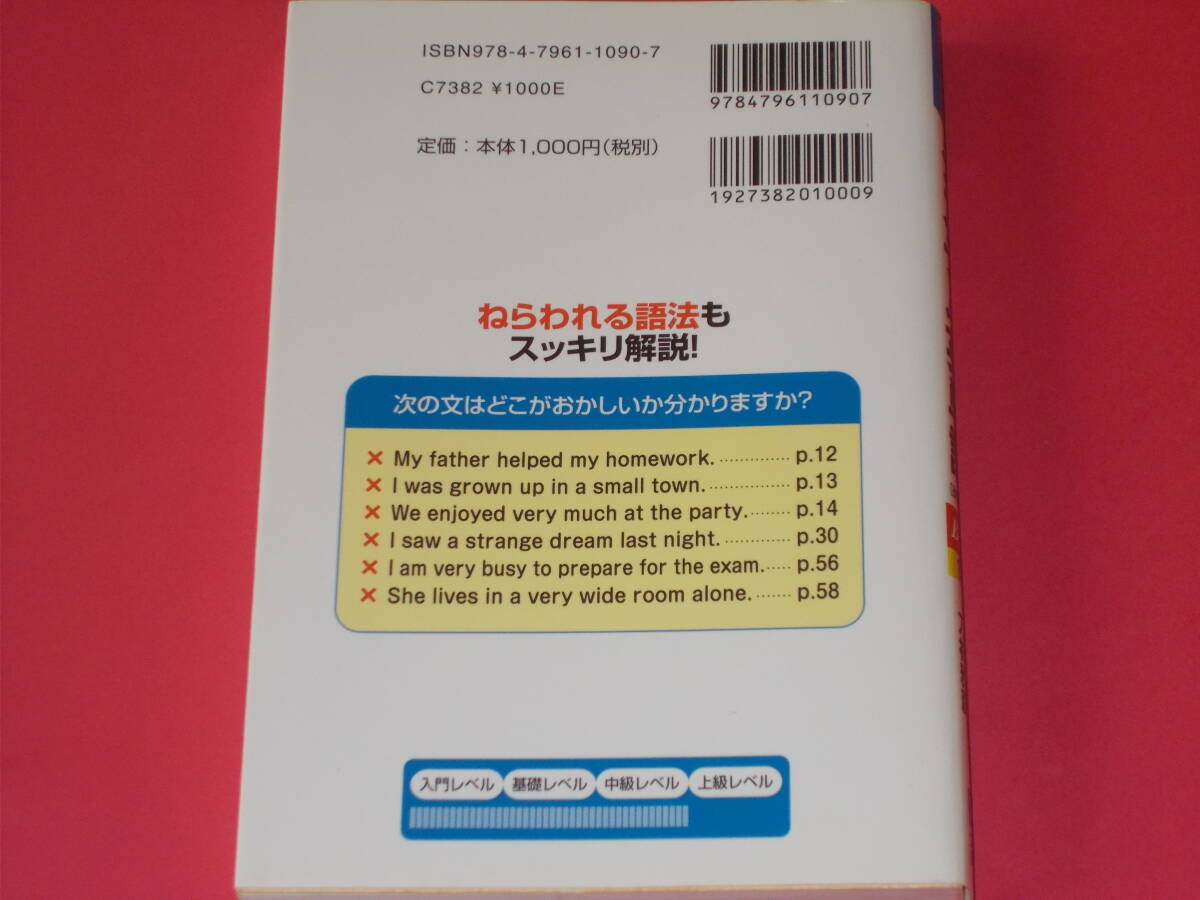 ISBN978-4-7961-1090-7
C7382 ¥1000E
定価：本体1,000円(税別)
9784796110907
1927382010009
ねらわれる語法も
スッキリ解説!
次の文はどこがおかしいか分かりますか?
× My father helped my homework. .............. p.12
× I was grown up in a small town. ................ p.13
× We enjoyed very much at the party. ........ p.14
× I saw a strange dream last night. ............. p.30
× I am very busy to prepare for the exam. ..... p.56
× She lives in a very wide room alone. ....... p.58
入門レベル 基礎レベル 中級レベル 上級レベル